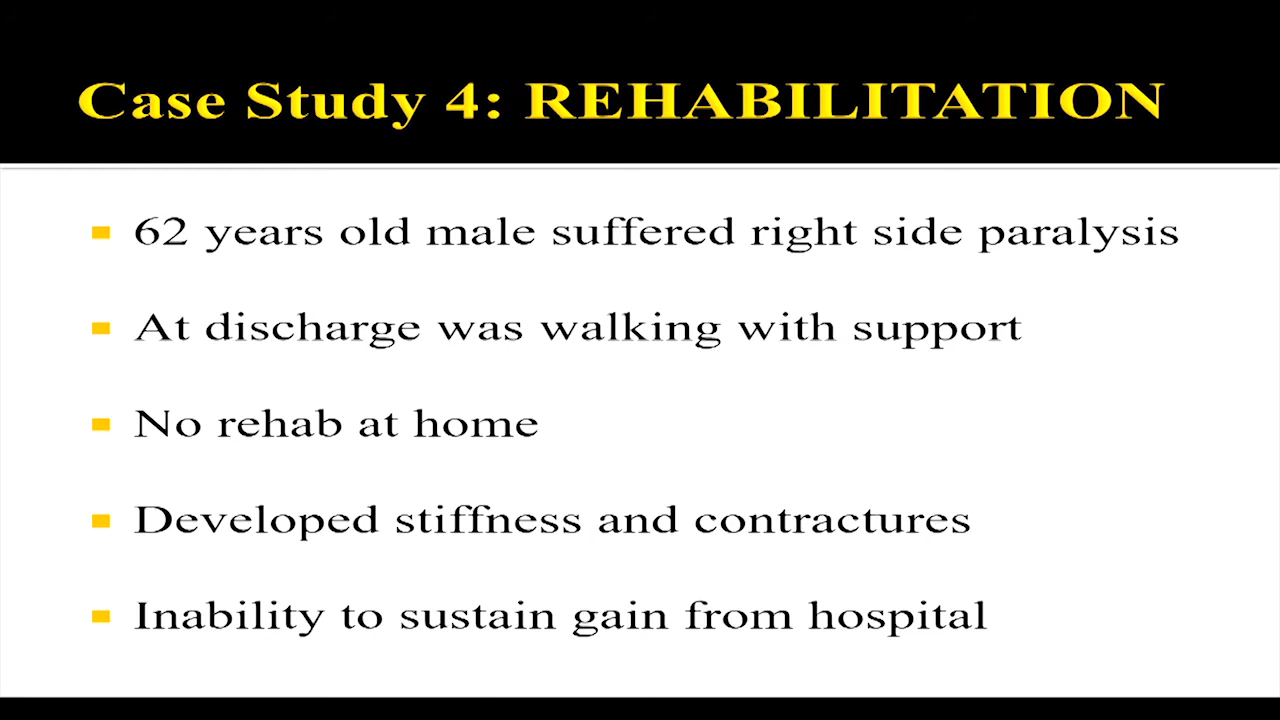 Case Study 4: REHABILITATION
62 years old male suffered right side paralysis
At discharge was walking with support
No rehab at home
Developed stiffness and contractures
Inability to sustain gain from hospital